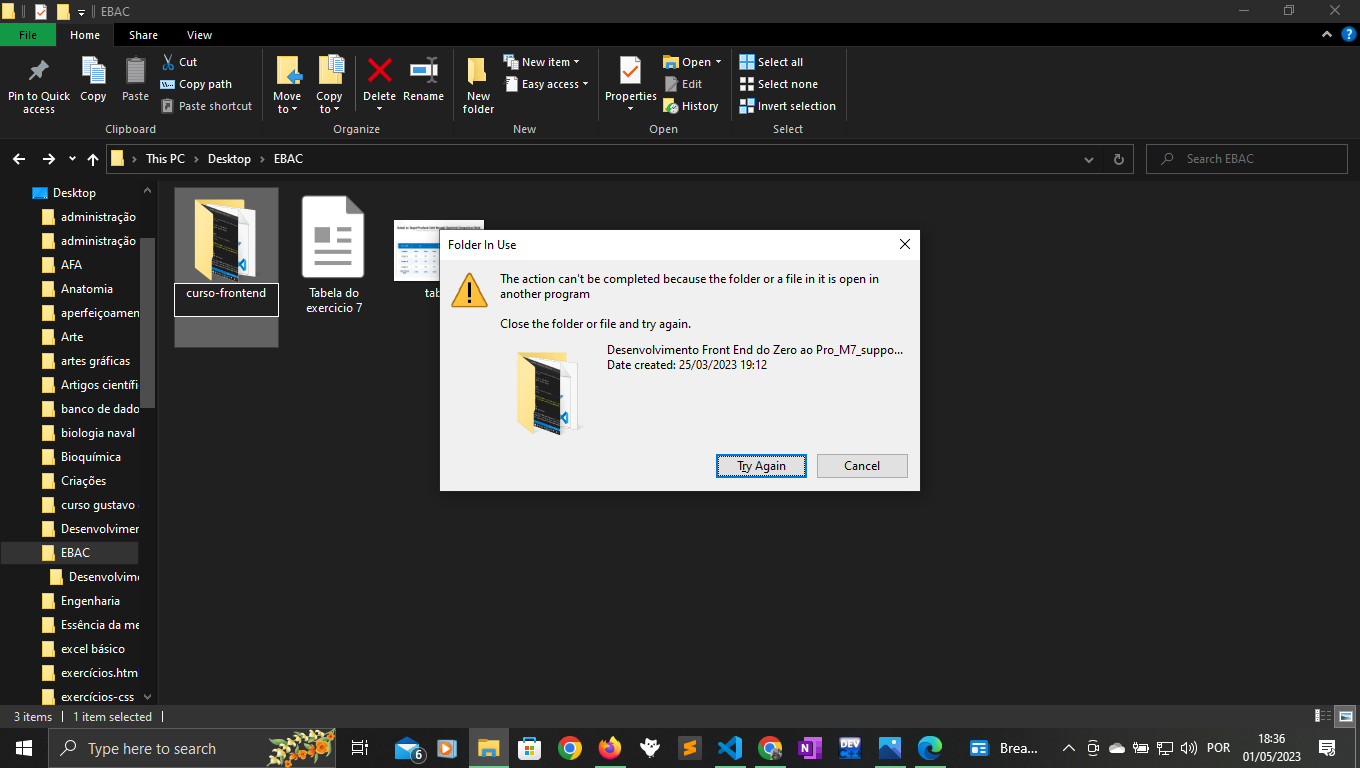 EBAC
File
Home
Share
View
Pin to Quick access
Copy
Paste
Cut
Copy path
Paste shortcut
Clipboard
Move to
Copy to
Delete
Rename
Organize
New folder
New item
Easy access
New
Properties
Open
Edit
History
Open
Select all
Select none
Invert selection
Select
This PC
Desktop
EBAC
Search EBAC
Desktop
administração
administração
AFA
Anatomia
aperfeiçoamen
Arte
artes gráficas
Artigos científi
banco de dado
biologia naval
Bioquímica
Criações
curso gustavo
Desenvolvimer
EBAC
Desenvolvime
Engenharia
Essência da me
excel básico
exercícios.htm
exercícios-css
curso-frontend
Tabela do
exercicio 7
tab
Folder In Use
The action can't be completed because the folder or a file in it is open in
another program
Close the folder or file and try again.
Desenvolvimento Front End do Zero ao Pro_M7_suppo...
Date created: 25/03/2023 19:12
Try Again
Cancel
3 items
1 item selected
Type here to search
6
DEV
Brea...
POR
18:36
01/05/2023